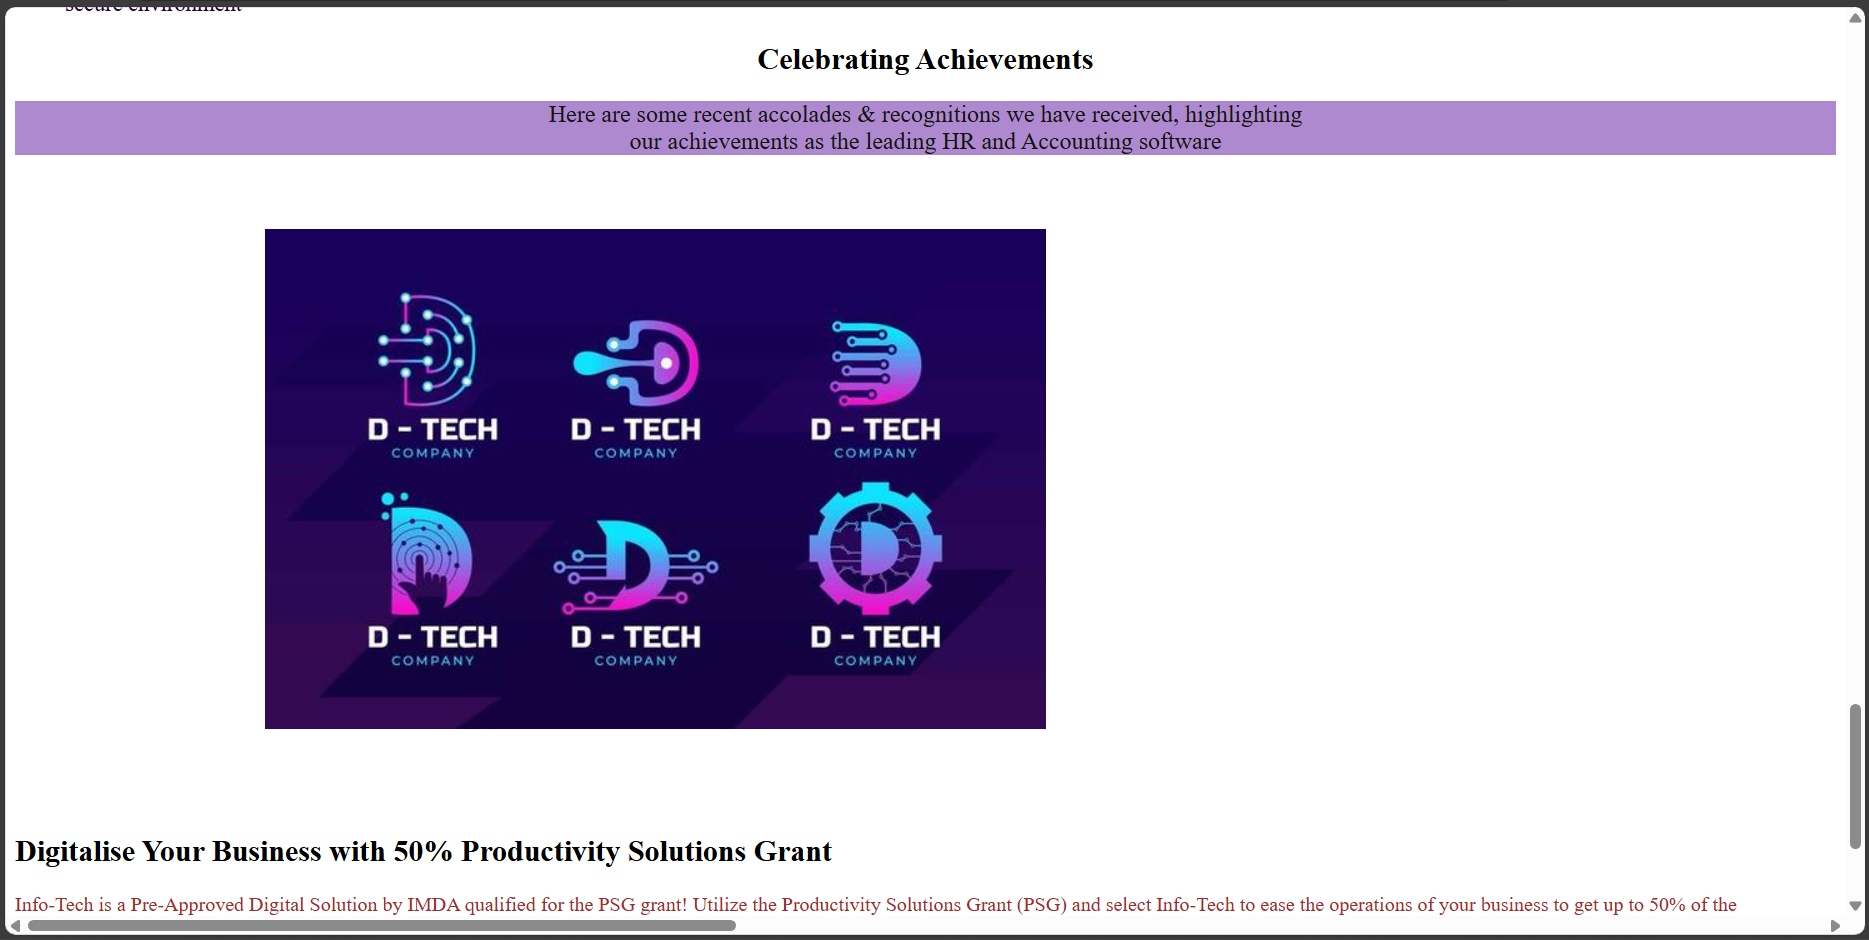 secure environment
Celebrating Achievements
Here are some recent accolades & recognitions we have received, highlighting
our achievements as the leading HR and Accounting software
D - TECH
COMPANY
D - TECH
COMPANY
D - TECH
COMPANY
D - TECH
COMPANY
D - TECH
COMPANY
D - TECH
COMPANY
Digitalise Your Business with 50% Productivity Solutions Grant
Info-Tech is a Pre-Approved Digital Solution by IMDA qualified for the PSG grant! Utilize the Productivity Solutions Grant (PSG) and select Info-Tech to ease the operations of your business to get up to 50% of the